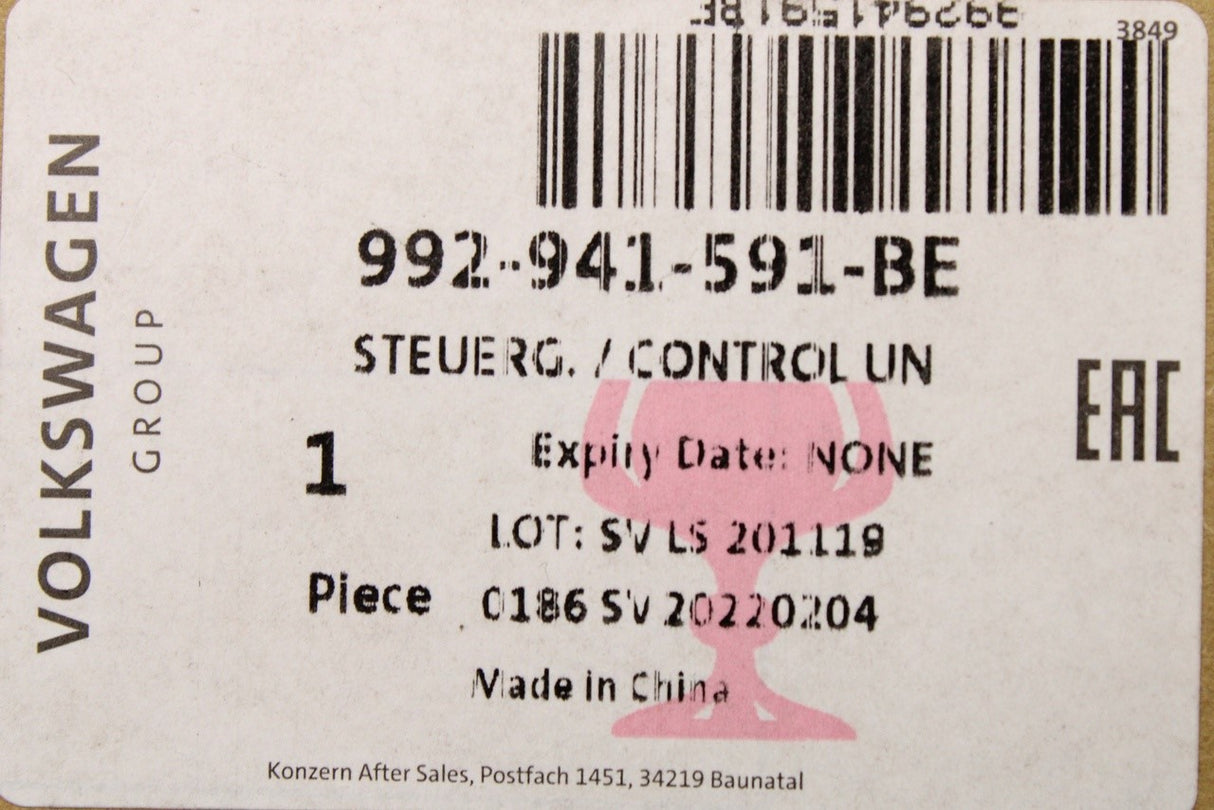 992941591BE
3849
VOLKSWAGEN
GROUP
992-941-591-BE
STEUERG. / CONTROL UN
1
Expiry Date: NONE
LOT: SV LS 201119
Piece
0186 SV 20220204
Made in China
EAC
Konzern After Sales, Postfach 1451, 34219 Baunatal